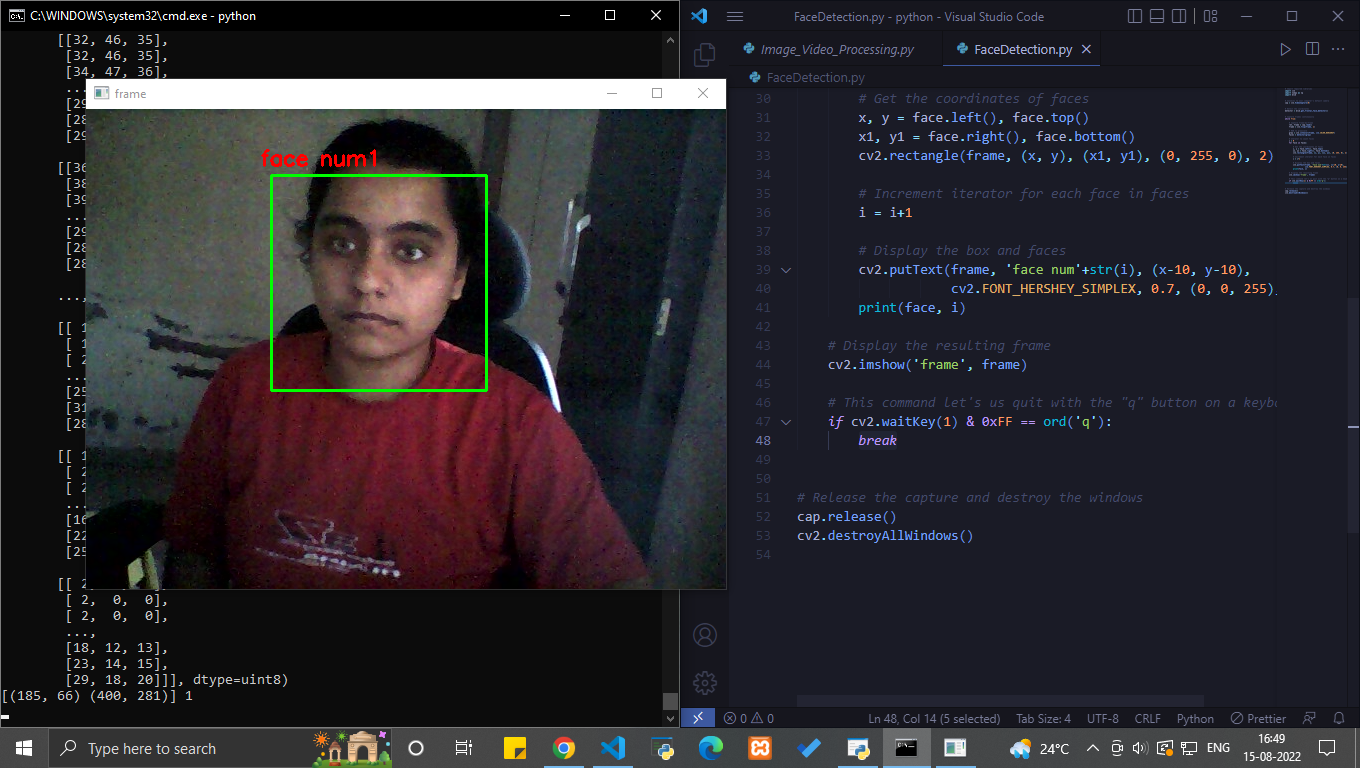 C:\WINDOWS\system32\cmd.exe - python
[[32, 46, 35],
[32, 46, 35],
[34, 47, 36],
...
[29
[28
[29
[[36
[38
[39
...
[29
[28
[28
...,
[[ 1
[ 1
[ 2
...
[25
[31
[28
[[ 1
[ 2
[ 2
...
[16
[22
[25
[[ 2
[ 2, 0, 0],
[ 2, 0, 0],
...,
[18, 12, 13],
[23, 14, 15],
[29, 18, 20]]], dtype=uint8)
[(185, 66) (400, 281)] 1
frame
face num1
FaceDetection.py - python - Visual Studio Code
Image_Video_Processing.py
FaceDetection.py
FaceDetection.py
30 # Get the coordinates of faces
31 x, y = face.left(), face.top()
32 x1, y1 = face.right(), face.bottom()
33 cv2.rectangle(frame, (x, y), (x1, y1), (0, 255, 0), 2)
34
35 # Increment iterator for each face in faces
36 i = i+1
37
38 # Display the box and faces
39 cv2.putText(frame, 'face num'+str(i), (x-10, y-10),
40 cv2.FONT_HERSHEY_SIMPLEX, 0.7, (0, 0, 255),
41 print(face, i)
42
43 # Display the resulting frame
44 cv2.imshow('frame', frame)
45
46 # This command let's us quit with the "q" button on a keybo
47 if cv2.waitKey(1) & 0xFF == ord('q'):
48 break
49
50
51 # Release the capture and destroy the windows
52 cap.release()
53 cv2.destroyAllWindows()
54
0 0
Ln 48, Col 14 (5 selected) Tab Size: 4 UTF-8 CRLF Python Prettier
Type here to search
24°C
ENG
16:49
15-08-2022